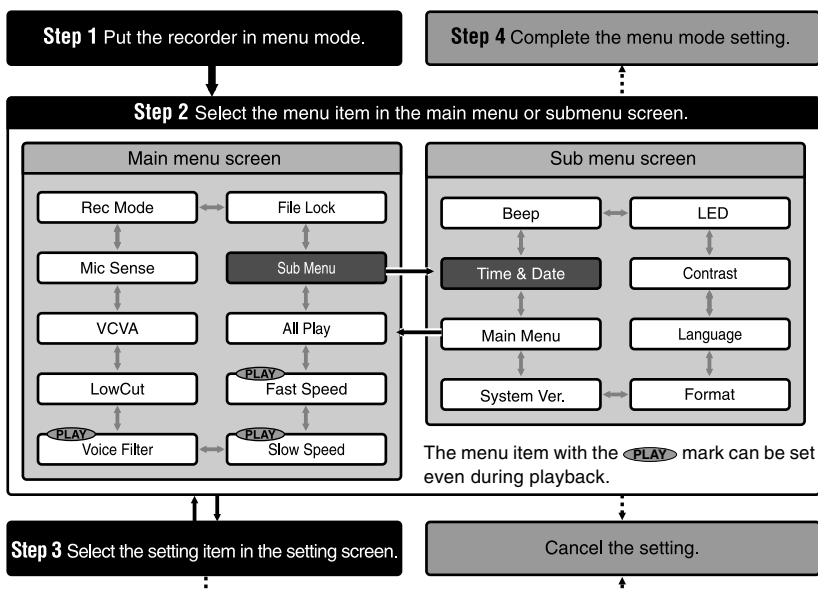 Step 1 Put the recorder in menu mode.
Step 4 Complete the menu mode setting.
Step 2 Select the menu item in the main menu or submenu screen.
Main menu screen
Rec Mode
File Lock
Mic Sense
Sub Menu
VCVA
All Play
LowCut
PLAY
Fast Speed
PLAY
Voice Filter
PLAY
Slow Speed
Sub menu screen
Beep
LED
Time & Date
Contrast
Main Menu
Language
System Ver.
Format
The menu item with the PLAY mark can be set
even during playback.
Step 3 Select the setting item in the setting screen.
Cancel the setting.